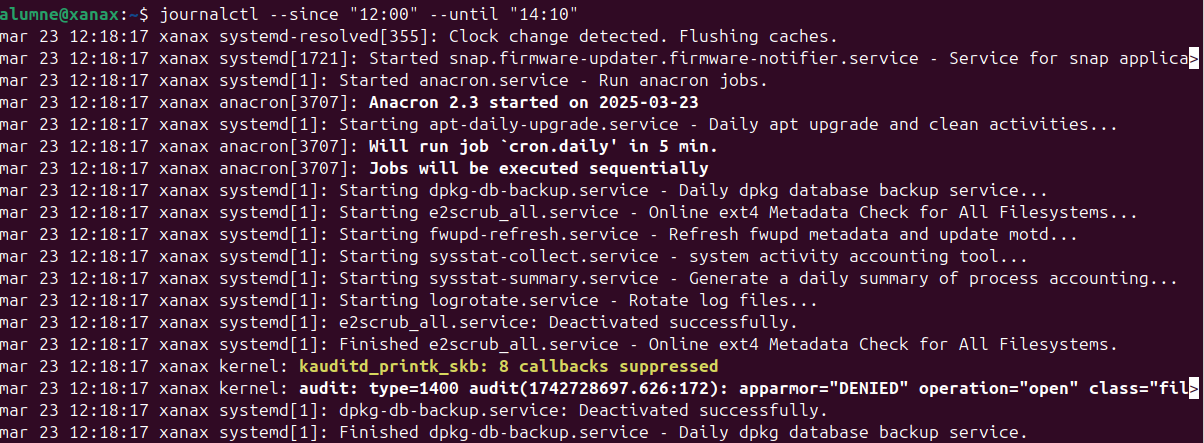 alumne@xanax:~$ journalctl --since "12:00" --until "14:10"
mar 23 12:18:17 xanax systemd-resolved[355]: Clock change detected. Flushing caches.
mar 23 12:18:17 xanax systemd[1721]: Started snap.firmware-updater.firmware-notifier.service - Service for snap applica>
mar 23 12:18:17 xanax systemd[1]: Started anacron.service - Run anacron jobs.
mar 23 12:18:17 xanax anacron[3707]: Anacron 2.3 started on 2025-03-23
mar 23 12:18:17 xanax systemd[1]: Starting apt-daily-upgrade.service - Daily apt upgrade and clean activities...
mar 23 12:18:17 xanax anacron[3707]: Will run job `cron.daily' in 5 min.
mar 23 12:18:17 xanax anacron[3707]: Jobs will be executed sequentially
mar 23 12:18:17 xanax systemd[1]: Starting dpkg-db-backup.service - Daily dpkg database backup service...
mar 23 12:18:17 xanax systemd[1]: Starting e2scrub_all.service - Online ext4 Metadata Check for All Filesystems...
mar 23 12:18:17 xanax systemd[1]: Starting fwupd-refresh.service - Refresh fwupd metadata and update motd...
mar 23 12:18:17 xanax systemd[1]: Starting sysstat-collect.service - system activity accounting tool...
mar 23 12:18:17 xanax systemd[1]: Starting sysstat-summary.service - Generate a daily summary of process accounting...
mar 23 12:18:17 xanax systemd[1]: Starting logrotate.service - Rotate log files...
mar 23 12:18:17 xanax systemd[1]: e2scrub_all.service: Deactivated successfully.
mar 23 12:18:17 xanax systemd[1]: Finished e2scrub_all.service - Online ext4 Metadata Check for All Filesystems.
mar 23 12:18:17 xanax kernel: kauditd_printk_skb: 8 callbacks suppressed
mar 23 12:18:17 xanax kernel: audit: type=1400 audit(1742728697.626:172): apparmor="DENIED" operation="open" class="fil>
mar 23 12:18:17 xanax systemd[1]: dpkg-db-backup.service: Deactivated successfully.
mar 23 12:18:17 xanax systemd[1]: Finished dpkg-db-backup.service - Daily dpkg database backup service.